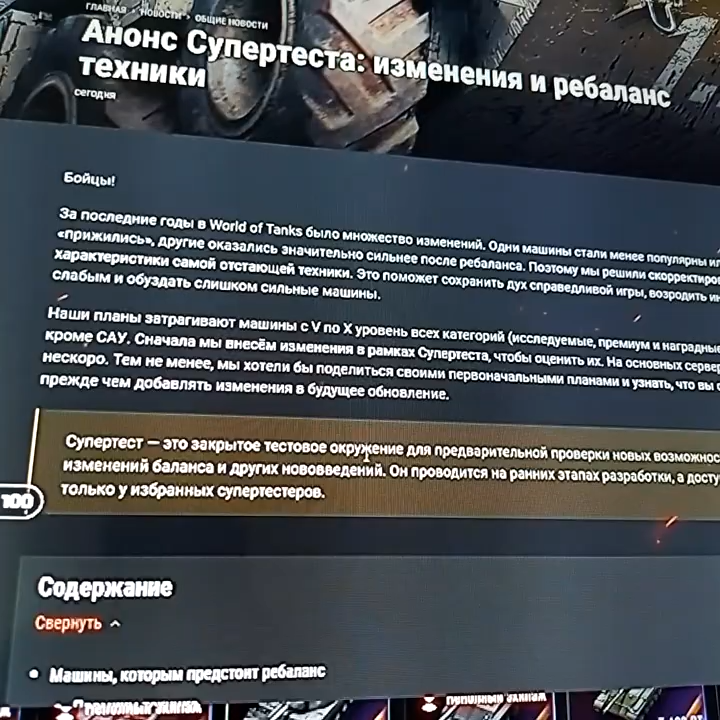 ГЛАВНАЯ • НОВОСТИ • ОБЩИЕ НОВОСТИ
Анонс Супертеста: изменения и ребаланс
техники
сегодня
Бойцы!
За последние годы в World of Tanks было множество изменений. Одни машины стали менее популярны
«прижились», другие оказались значительно сильнее после ребаланса. Поэтому мы решили
характеристики самой отстающей техники. Это поможет сохранить дух справедливой игры, возродить
слабым и обуздать слишком сильные машины.
Наши планы затрагивают машины с V по X уровень всех категорий (исследуемые, премиум и наградные
кроме САУ. Сначала мы внесём изменения в рамках Супертеста, чтобы оценить их. На основных
нескоро. Тем не менее, мы хотели бы поделиться своими первоначальными планами и узнать, что вы
прежде чем добавлять изменения в будущее обновление.
Супертест — это закрытое тестовое окружение для предварительной проверки новых
изменений баланса и других нововведений. Он проводится на ранних этапах разработки, а
только у избранных супертестеров.
100
Содержание
Свернуть
• Машины, которым предстоит ребаланс